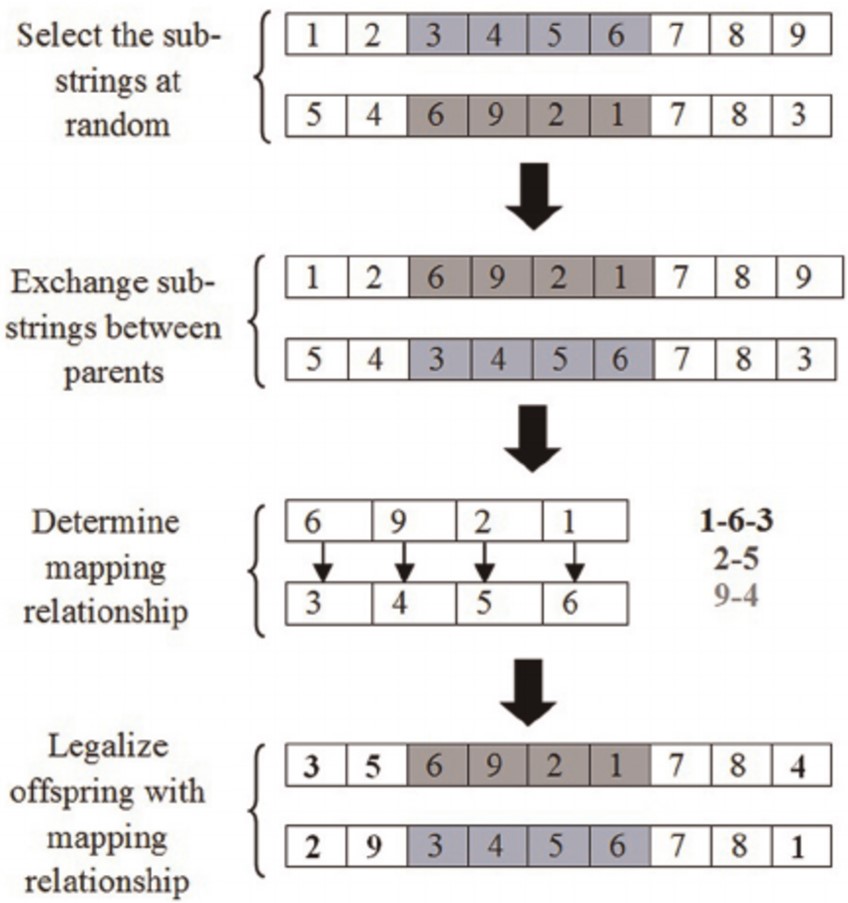 Select the sub-
strings at
random
1 2 3 4 5 6 7 8 9
5 4 6 9 2 1 7 8 3
Exchange sub-
strings between
parents
1 2 6 9 2 1 7 8 9
5 4 3 4 5 6 7 8 3
Determine
mapping
relationship
6 9 2 1
3 4 5 6
1-6-3
2-5
9-4
Legalize
offspring with
mapping
relationship
3 5 6 9 2 1 7 8 4
2 9 3 4 5 6 7 8 1